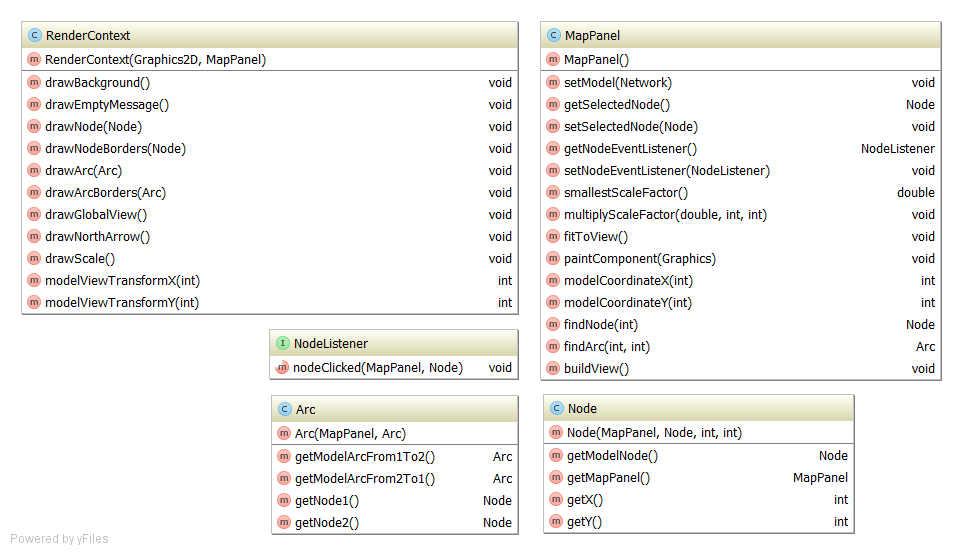 C RenderContext
m RenderContext(Graphics2D, MapPanel)
m drawBackground() void
m drawEmptyMessage() void
m drawNode(Node) void
m drawNodeBorders(Node) void
m drawArc(Arc) void
m drawArcBorders(Arc) void
m drawGlobalView() void
m drawNorthArrow() void
m drawScale() void
m modelViewTransformX(int) int
m modelViewTransformY(int) int
C MapPanel
m MapPanel()
m setModel(Network) void
m getSelectedNode() Node
m setSelectedNode(Node) void
m getNodeEventListener() NodeListener
m setNodeEventListener(NodeListener) void
m smallestScaleFactor() double
m multiplyScaleFactor(double, int, int) void
m fitToView() void
m paintComponent(Graphics) void
m modelCoordinateX(int) int
m modelCoordinateY(int) int
m findNode(int) Node
m findArc(int, int) Arc
m buildView() void
I NodeListener
m nodeClicked(MapPanel, Node) void
C Arc
m Arc(MapPanel, Arc)
m getModelArcFrom1To2() Arc
m getModelArcFrom2To1() Arc
m getNode1() Node
m getNode2() Node
C Node
m Node(MapPanel, Node, int, int)
m getModelNode() Node
m getMapPanel() MapPanel
m getX() int
m getY() int
Powered by yFiles